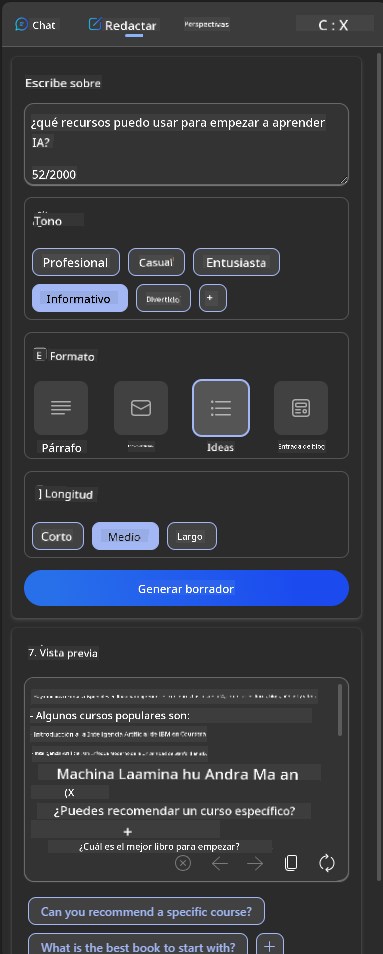 Chat Redactar Perspectivas C : X
Escribe sobre
¿qué recursos puedo usar para empezar a aprender
IA?
52/2000
Tono
Profesional Casual Entusiasta
Informativo Divertido +
E Formato
Párrafo Ideas Entrada de blog
] Longitud
Corto Medio Largo
Generar borrador
7. Vista previa
- Algunos cursos populares son:
Introducción a la Inteligencia Artificial de IBM en Coursera
Machina Laamina hu Andra Ma an
(X
¿Puedes recomendar un curso específico?
+
¿Cuál es el mejor libro para empezar?
Can you recommend a specific course?
What is the best book to start with? +